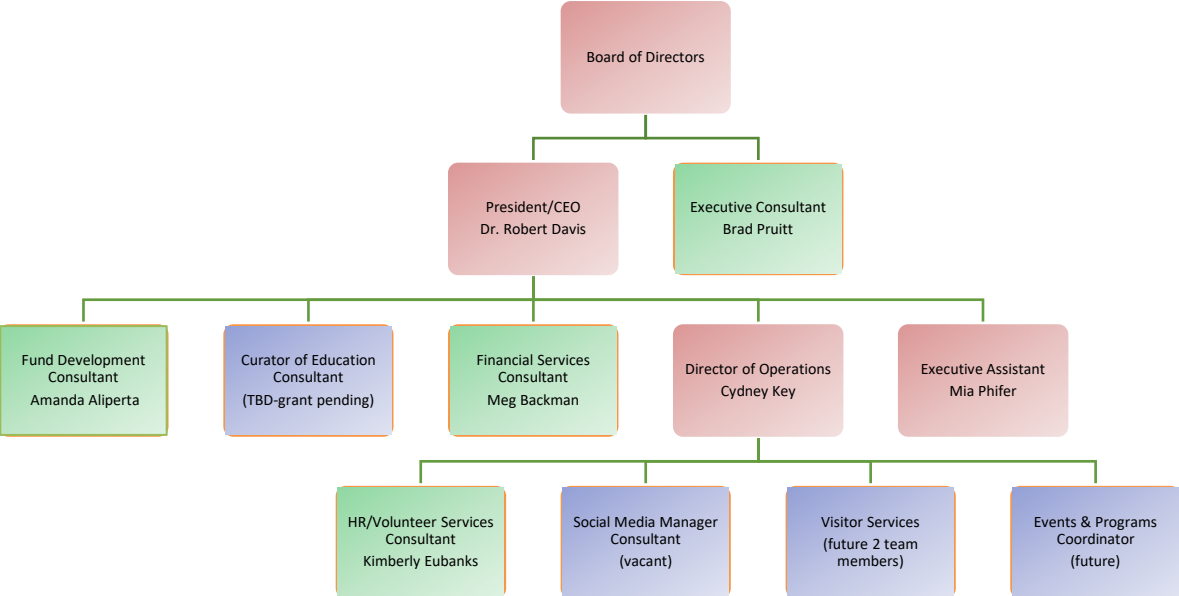 Board of Directors
President/CEO
Dr. Robert Davis
Executive Consultant
Brad Pruitt
Fund Development
Consultant
Amanda Aliperta
Curator of Education
Consultant
(TBD-grant pending)
Financial Services
Consultant
Meg Backman
Director of Operations
Cydney Key
Executive Assistant
Mia Phifer
HR/Volunteer Services
Consultant
Kimberly Eubanks
Social Media Manager
Consultant
(vacant)
Visitor Services
(future 2 team
members)
Events & Programs
Coordinator
(future)